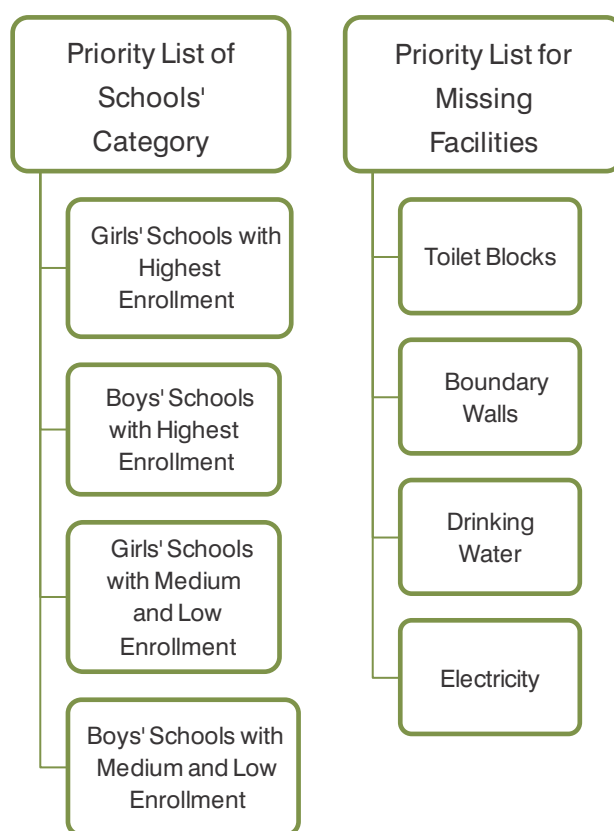 Priority List of
Schools'
Category
Girls' Schools with
Highest
Enrollment
Boys' Schools
with Highest
Enrollment
Girls' Schools
with Medium
and Low
Enrollment
Boys' Schools with
Medium and Low
Enrollment
Priority List for
Missing
Facilities
Toilet Blocks
Boundary
Walls
Drinking
Water
Electricity